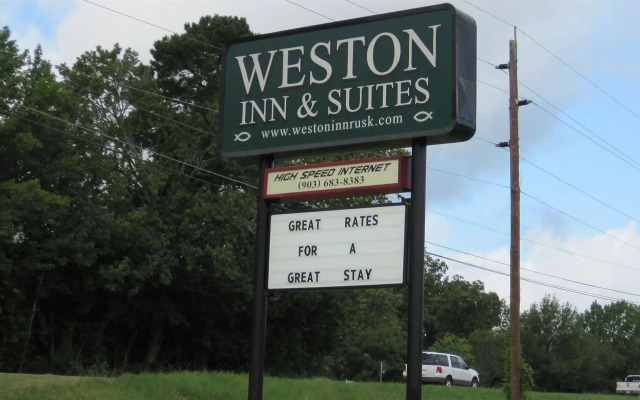 WESTON
INN & SUITES
www.westoninnrusk.com
HIGH SPEED INTERNET
(903) 683-8383
GREAT RATES
FOR A
GREAT STAY